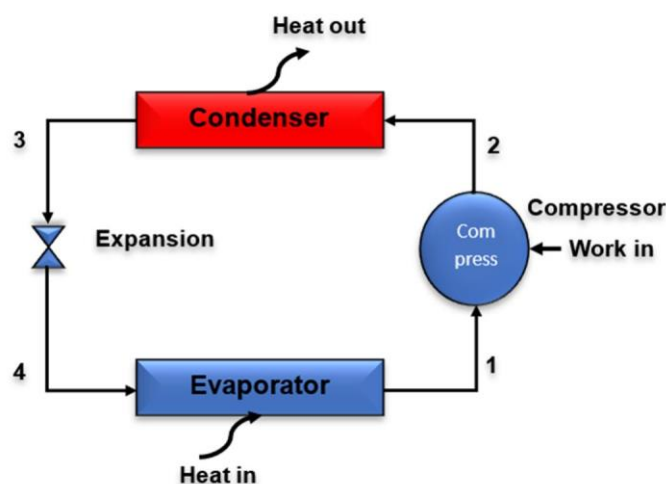 Heat out
Condenser
3
2
Compressor
Expansion
Com
press
Work in
4
Evaporator
1
Heat in